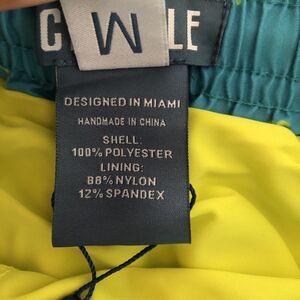 M
DESIGNED IN MIAMI
HANDMADE IN CHINA
SHELL:
100% POLYESTER
LINING:
88% NYLON
12% SPANDEX